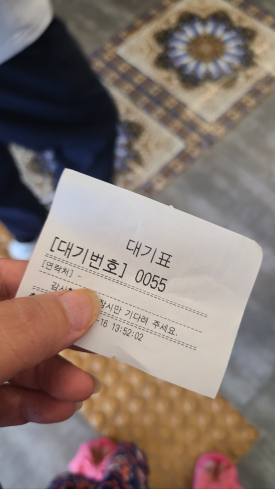 대기표
[대기번호] 0055
[연락처] -
잠시만 기다려 주세요.
-16 13:52:02